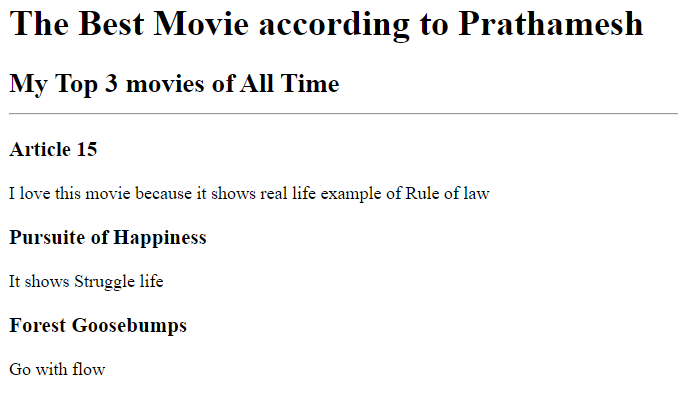 The Best Movie according to Prathamesh
My Top 3 movies of All Time
Article 15
I love this movie because it shows real life example of Rule of law
Pursuite of Happiness
It shows Struggle life
Forest Goosebumps
Go with flow